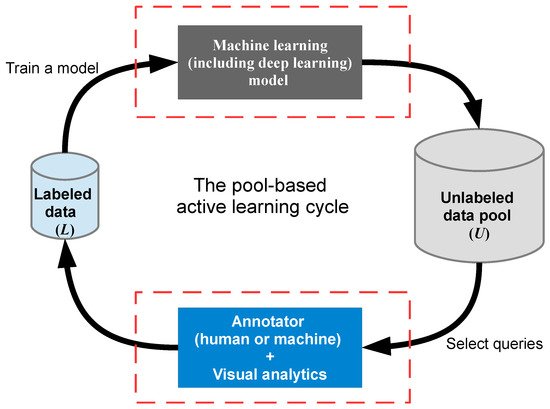 Train a model
Machine learning
(including deep learning)
model
Labeled
data
(L)
The pool-based
active learning cycle
Unlabeled
data pool
(U)
Annotator
(human or machine)
+
Visual analytics
Select queries